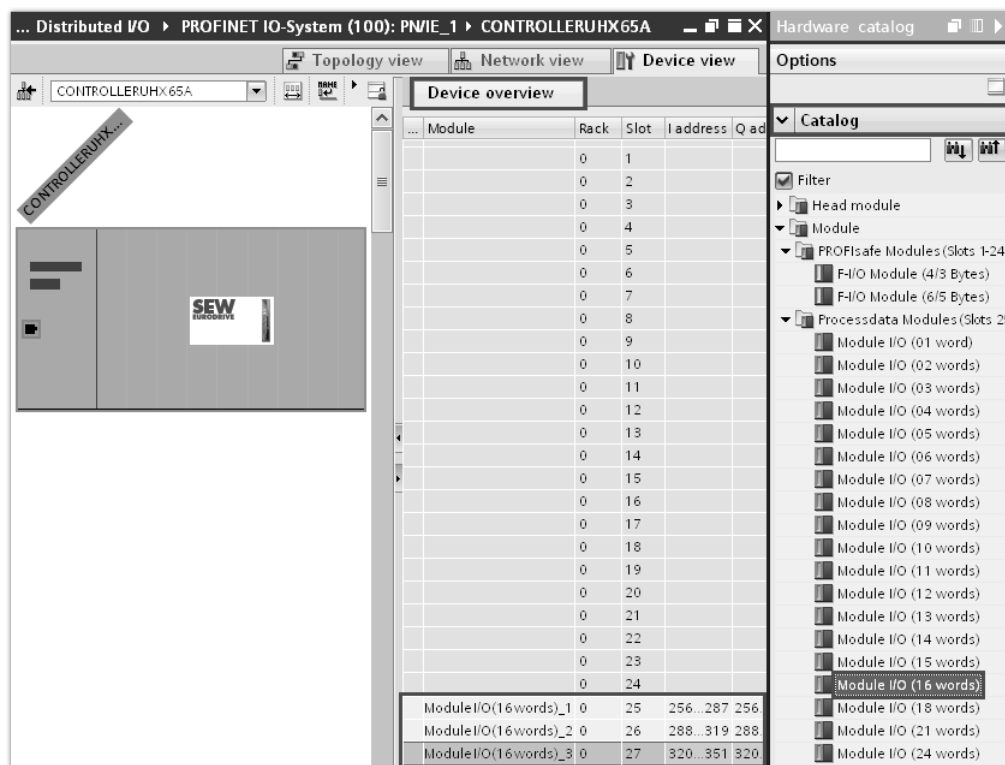 ... Distributed I/O ▸ PROFINET IO-System (100): PN/IE_1 ▸ CONTROLLERUHX65A
Topology view Network view Device view
CONTROLLERUHX65A
CONTROLLERUHX...
SEW
EURODRIVE
Device overview
... Module Rack Slot I address Q ad
0 1
0 2
0 3
0 4
0 5
0 6
0 7
0 8
0 9
0 10
0 11
0 12
0 13
0 14
0 15
0 16
0 17
0 18
0 19
0 20
0 21
0 22
0 23
0 24
Module I/O (16 words)_1 0 25 256...287 256.
Module I/O (16 words)_2 0 26 288...319 288.
Module I/O (16 words)_3 0 27 320...351 320.
Hardware catalog
Options
Catalog
Filter
Head module
Module
PROFIsafe Modules (Slots 1-24
F-I/O Module (4/3 Bytes)
F-I/O Module (6/5 Bytes)
Processdata Modules (Slots 2
Module I/O (01 word)
Module I/O (02 words)
Module I/O (03 words)
Module I/O (04 words)
Module I/O (05 words)
Module I/O (06 words)
Module I/O (07 words)
Module I/O (08 words)
Module I/O (09 words)
Module I/O (10 words)
Module I/O (11 words)
Module I/O (12 words)
Module I/O (13 words)
Module I/O (14 words)
Module I/O (15 words)
Module I/O (16 words)
Module I/O (18 words)
Module I/O (21 words)
Module I/O (24 words)